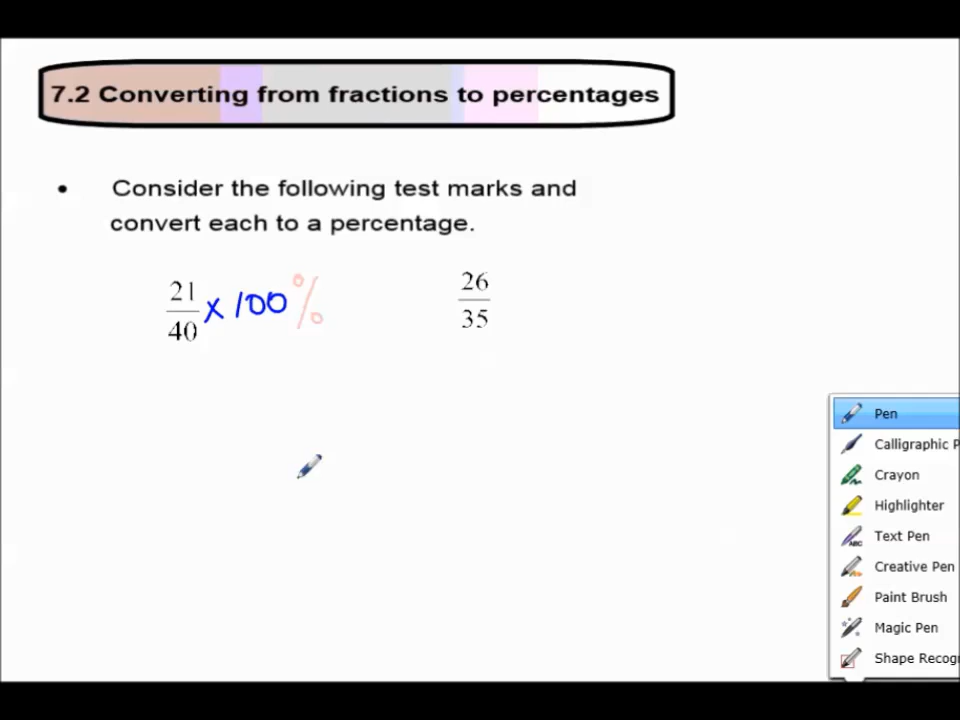 7.2 Converting from fractions to percentages
• Consider the following test marks and
convert each to a percentage.
21/40 x 100 %
26/35
Pen
Calligraphic P
Crayon
Highlighter
Text Pen
Creative Pen
Paint Brush
Magic Pen
Shape Recog